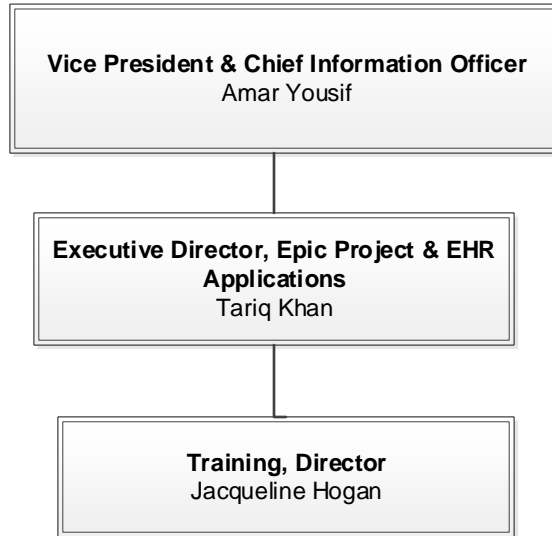 Vice President & Chief Information Officer
Amar Yousif
Executive Director, Epic Project & EHR
Applications
Tariq Khan
Training, Director
Jacqueline Hogan